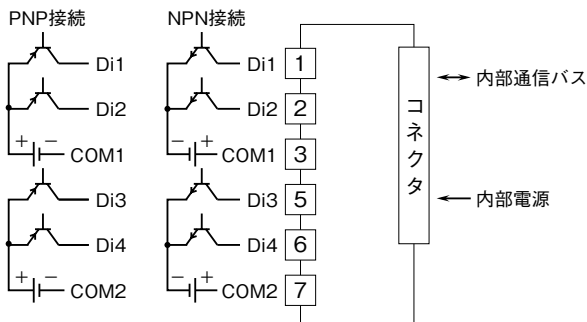 PNP接続 NPN接続
Di1 Di1 1
Di2 Di2 2
+ − COM1 − + COM1 3
Di3 Di3 5
Di4 Di4 6
+ − COM2 − + COM2 7
コネクタ
内部通信バス
内部電源